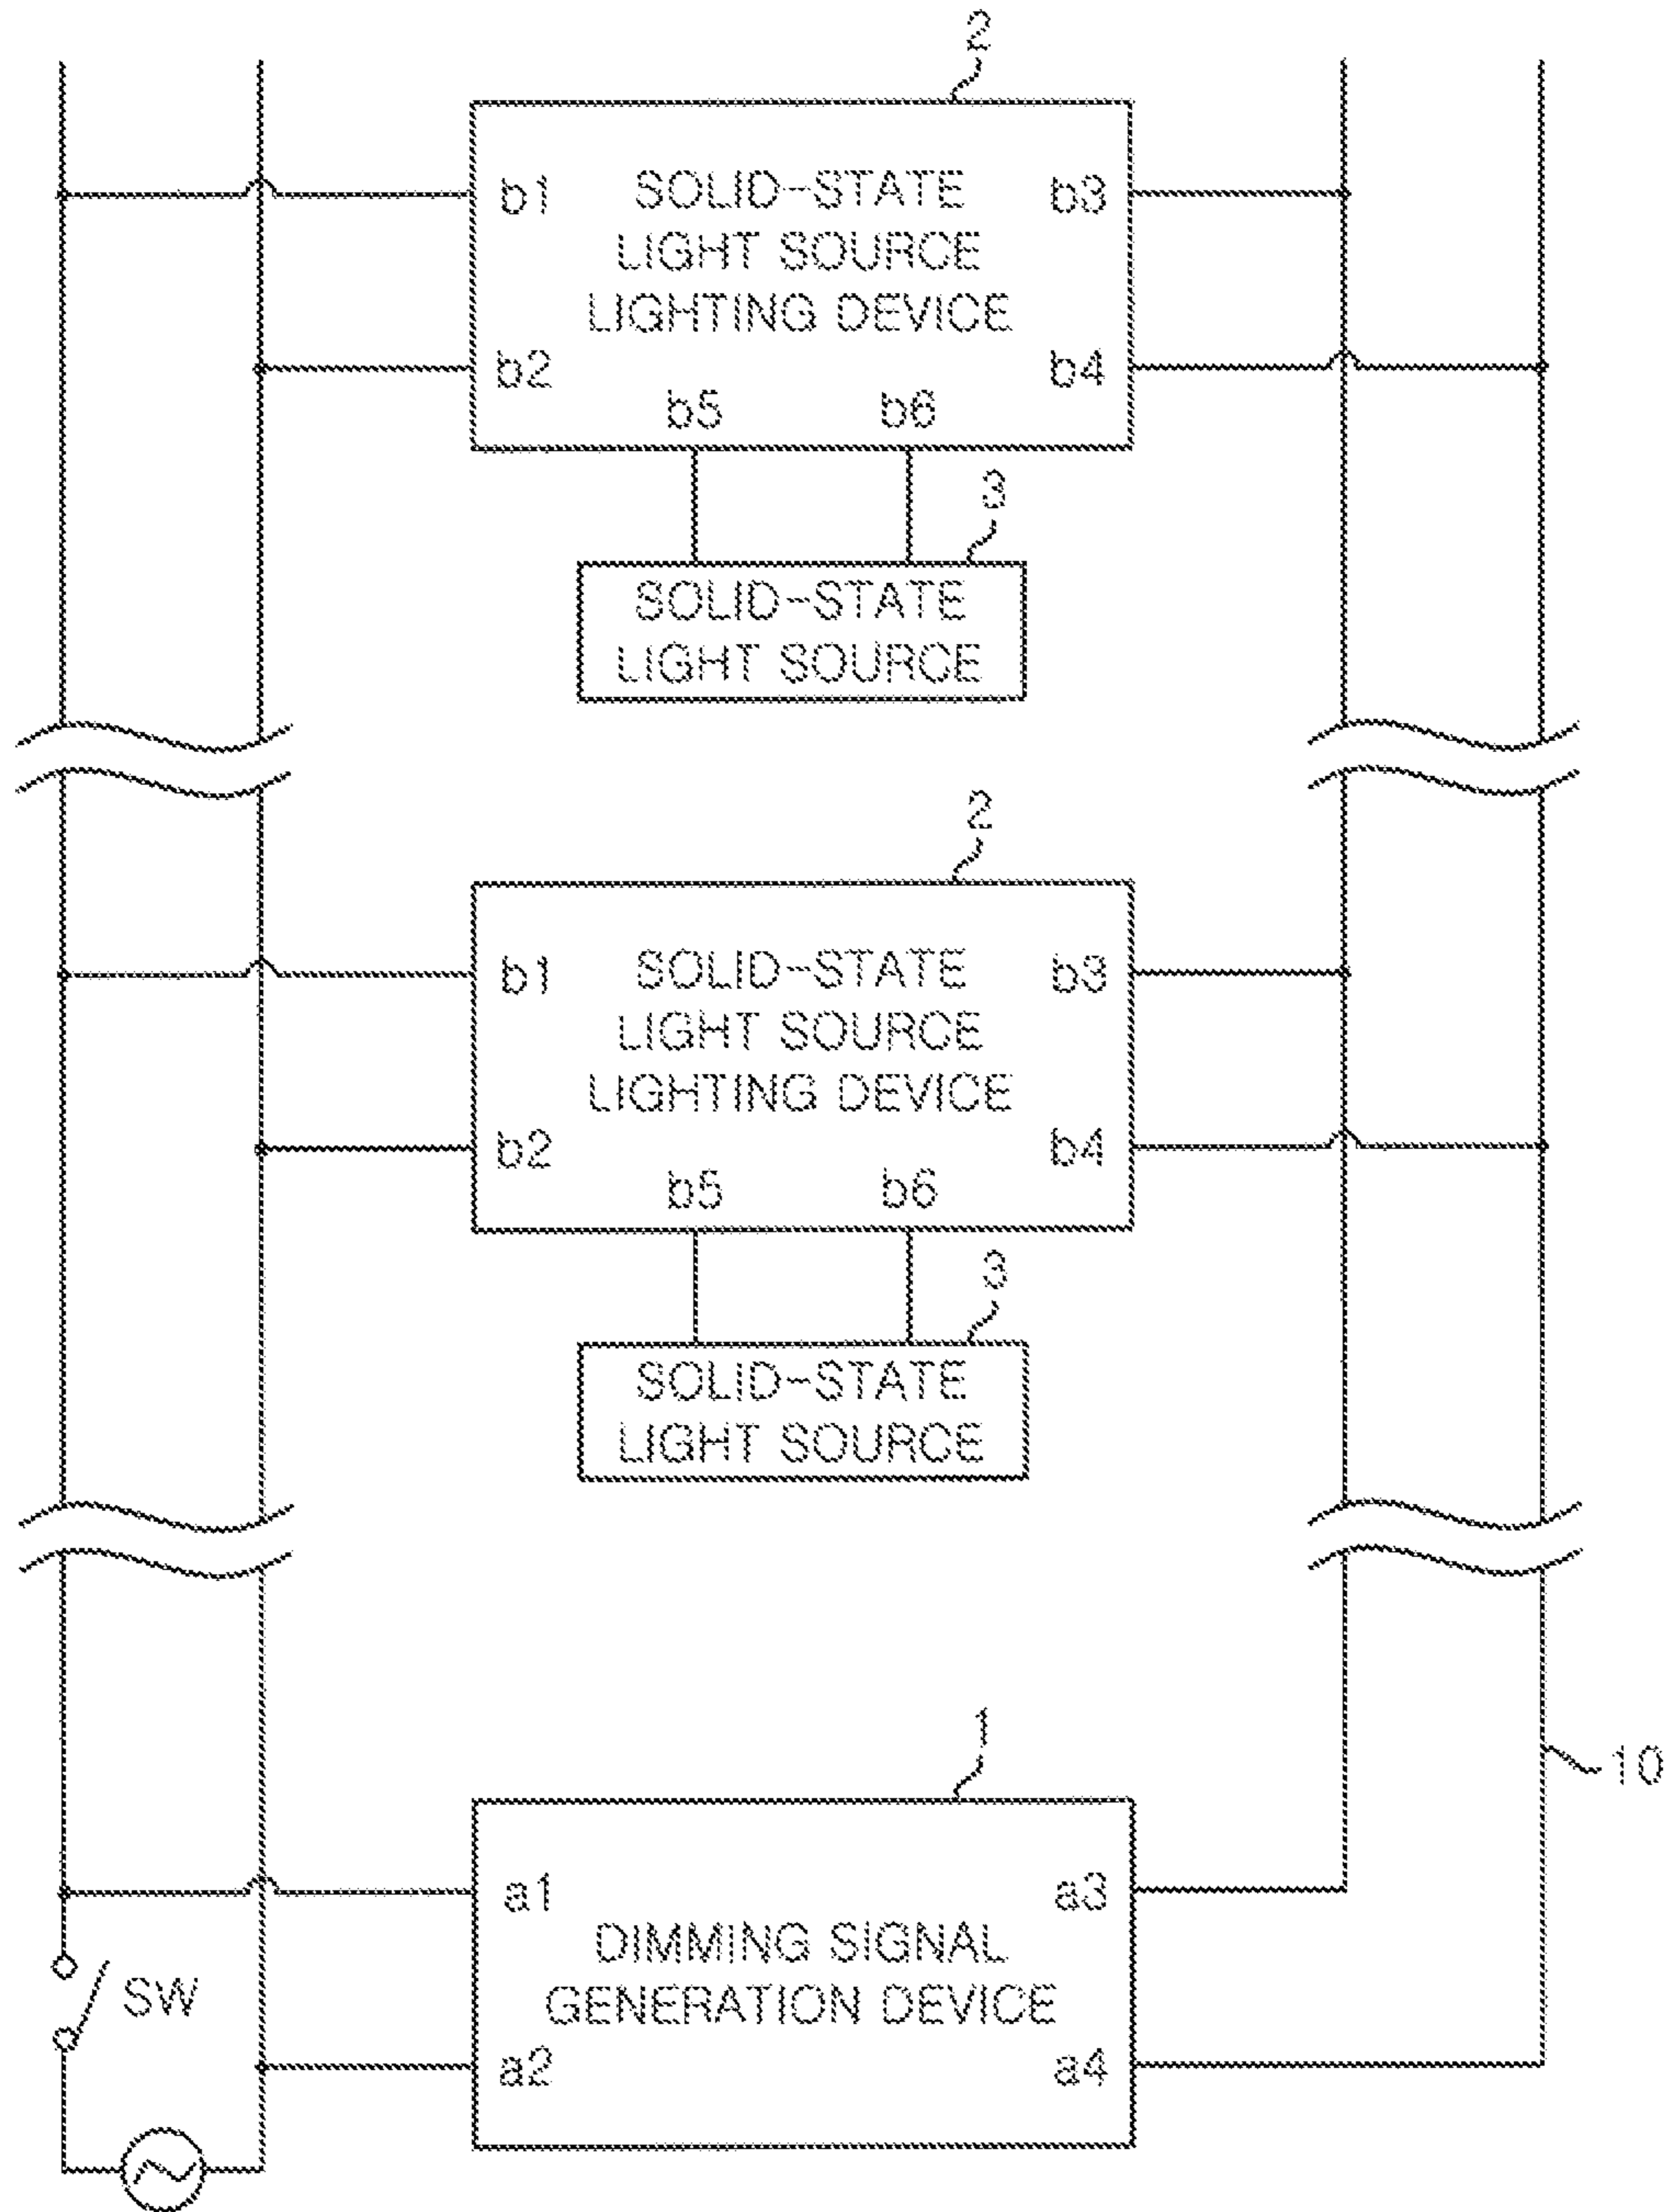 2
b1 SOLID-STATE b3
LIGHT SOURCE
LIGHTING DEVICE
b2 b4
b5 b6
3
SOLID-STATE
LIGHT SOURCE
2
b1 SOLID-STATE b3
LIGHT SOURCE
LIGHTING DEVICE
b2 b4
b5 b6
3
SOLID-STATE
LIGHT SOURCE
1
10
a1 a3
DIMMING SIGNAL
SW
GENERATION DEVICE
a2 a4